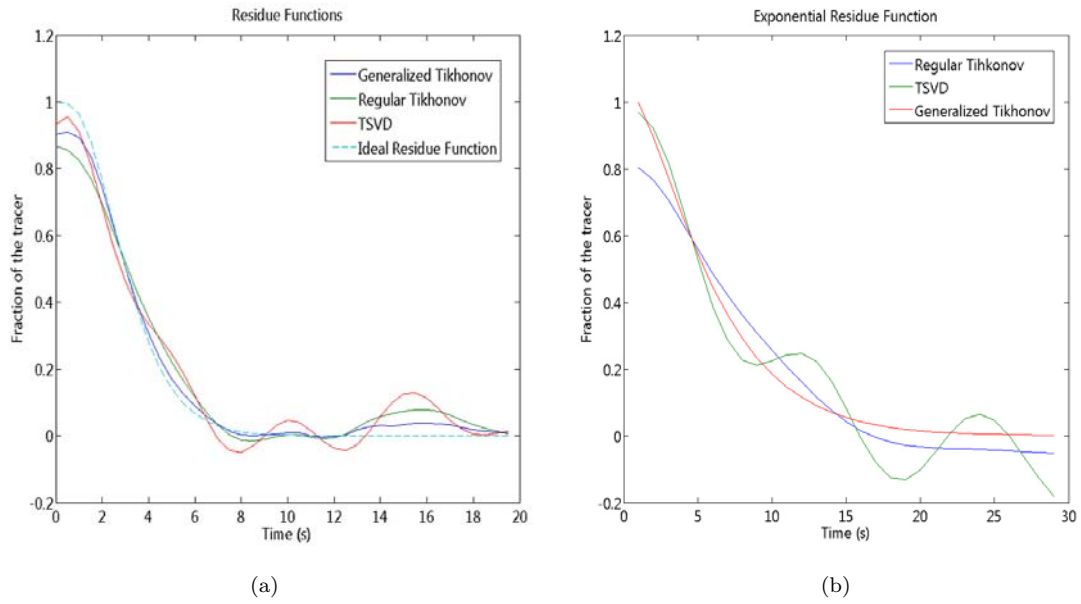 Residue Functions
1.2
1
0.8
0.6
0.4
0.2
0
-0.2
Fraction of the tracer
Generalized Tikhonov
Regular Tikhonov
TSVD
Ideal Residue Function
0 2 4 6 8 10 12 14 16 18 20
Time (s)
(a)
Exponential Residue Function
1.2
1
0.8
0.6
0.4
0.2
0
-0.2
Fraction of the tracer
Regular Tihkonov
TSVD
Generalized Tikhonov
0 5 10 15 20 25 30
Time (s)
(b)